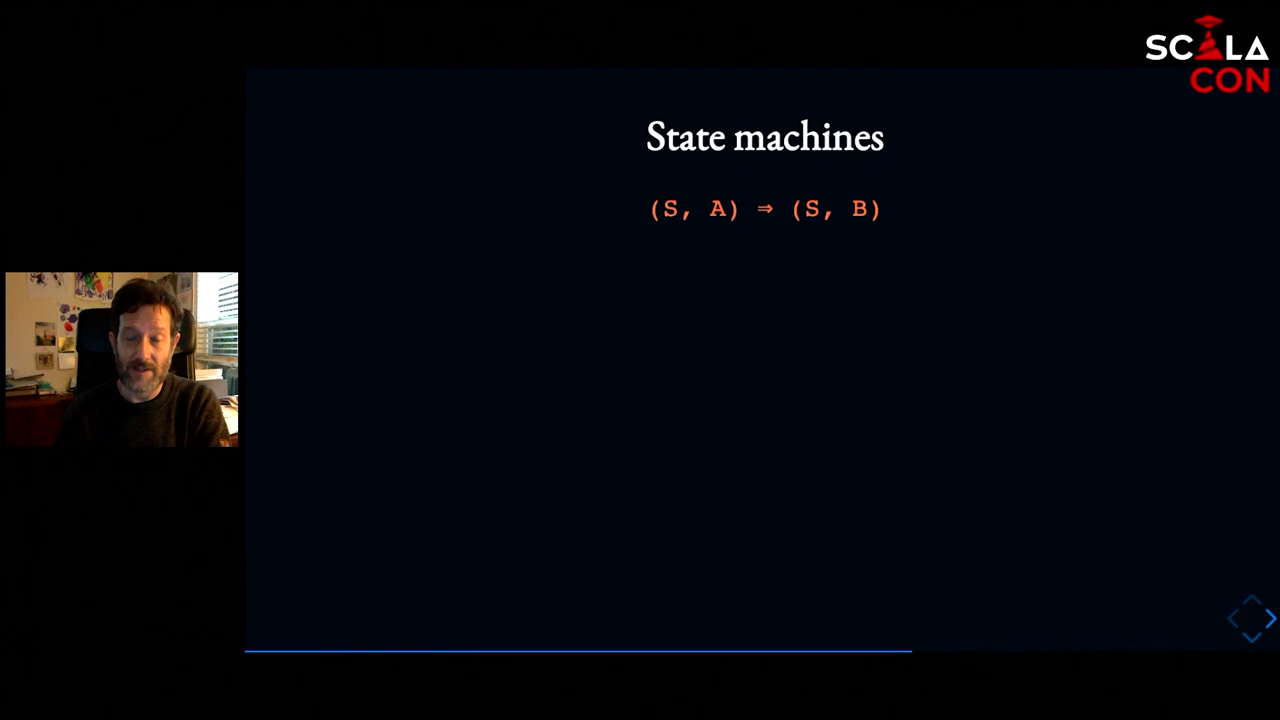 SCALA
CON
State machines
(S, A) ⇒ (S, B)